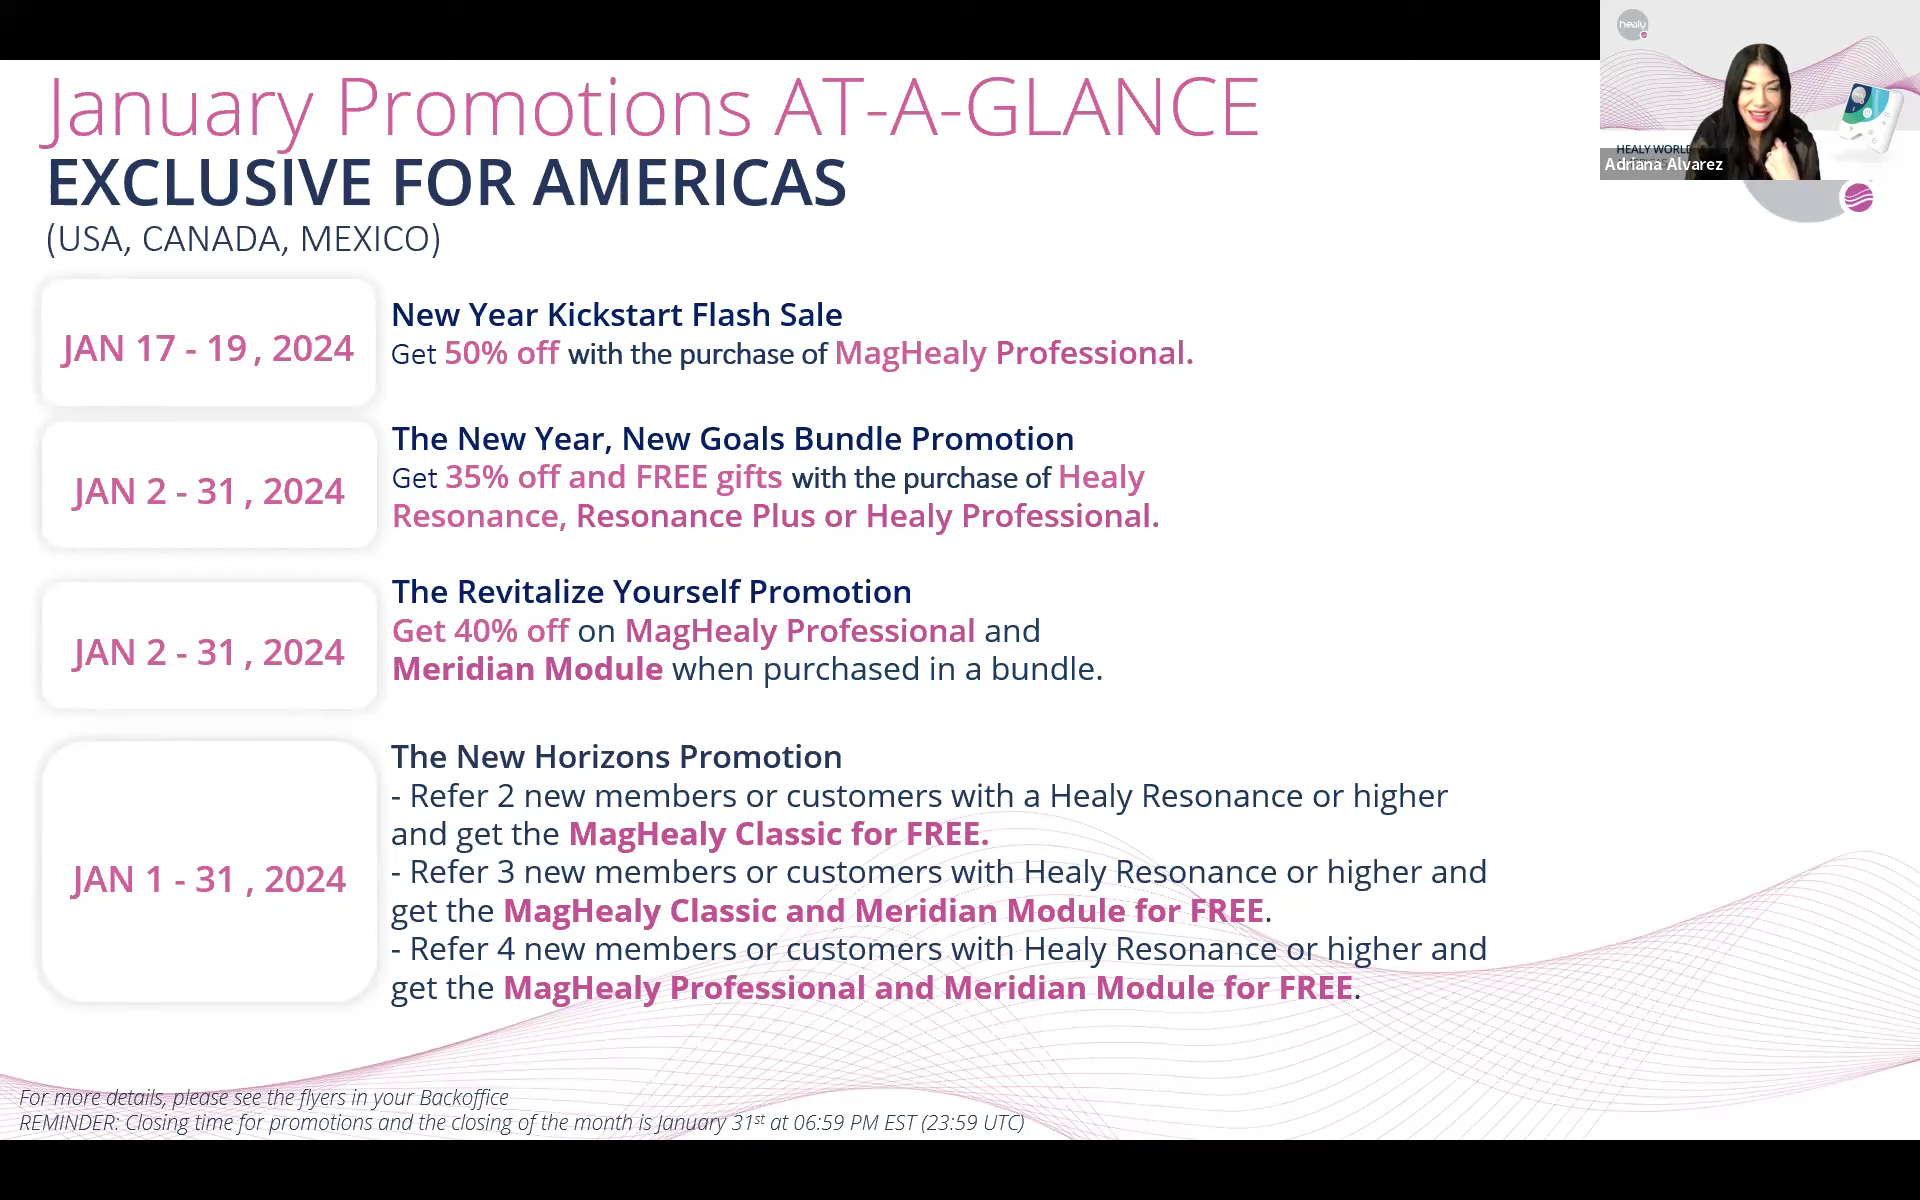 healy
HEALY WORLD
Adriana Alvarez
January Promotions AT-A-GLANCE
EXCLUSIVE FOR AMERICAS
(USA, CANADA, MEXICO)
JAN 17 - 19 , 2024
New Year Kickstart Flash Sale
Get 50% off with the purchase of MagHealy Professional.
JAN 2 - 31 , 2024
The New Year, New Goals Bundle Promotion
Get 35% off and FREE gifts with the purchase of Healy
Resonance, Resonance Plus or Healy Professional.
JAN 2 - 31 , 2024
The Revitalize Yourself Promotion
Get 40% off on MagHealy Professional and
Meridian Module when purchased in a bundle.
JAN 1 - 31 , 2024
The New Horizons Promotion
- Refer 2 new members or customers with a Healy Resonance or higher
and get the MagHealy Classic for FREE.
- Refer 3 new members or customers with Healy Resonance or higher and
get the MagHealy Classic and Meridian Module for FREE.
- Refer 4 new members or customers with Healy Resonance or higher and
get the MagHealy Professional and Meridian Module for FREE.
For more details, please see the flyers in your Backoffice
REMINDER: Closing time for promotions and the closing of the month is January 31st at 06:59 PM EST (23:59 UTC)